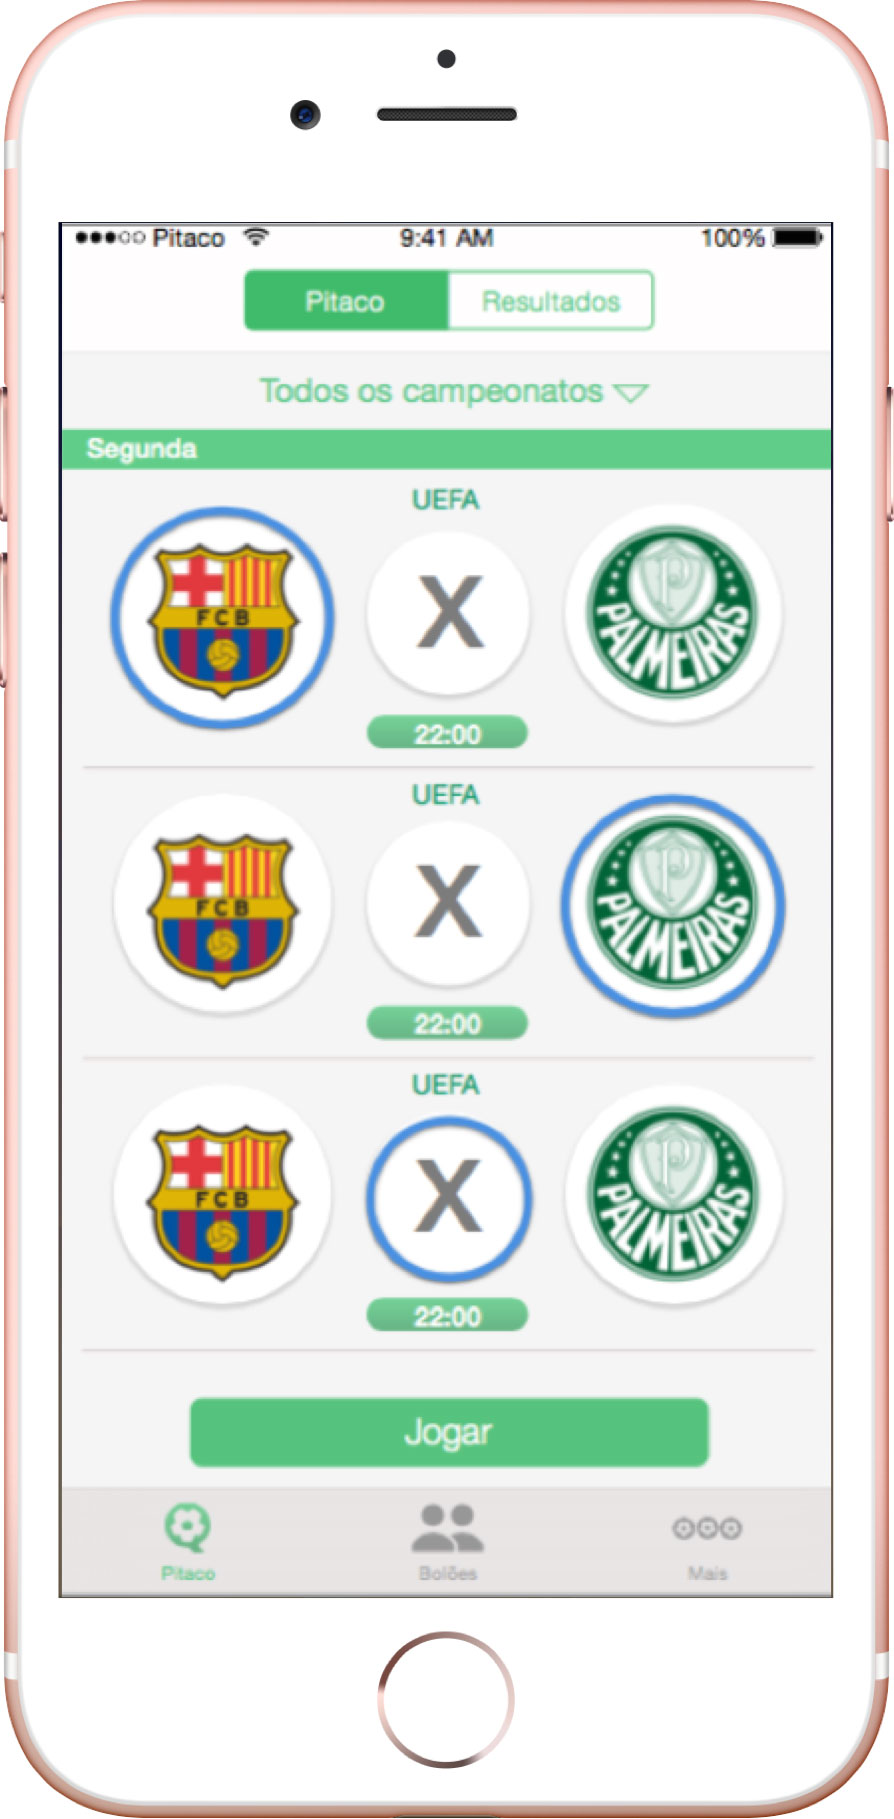 Pitaco 9:41 AM 100%
Pitaco Resultados
Todos os campeonatos
Segunda
UEFA
FCB X PALMEIRAS
22:00
UEFA
FCB X PALMEIRAS
22:00
UEFA
FCB X PALMEIRAS
22:00
Jogar
Pitaco Bolões Mais